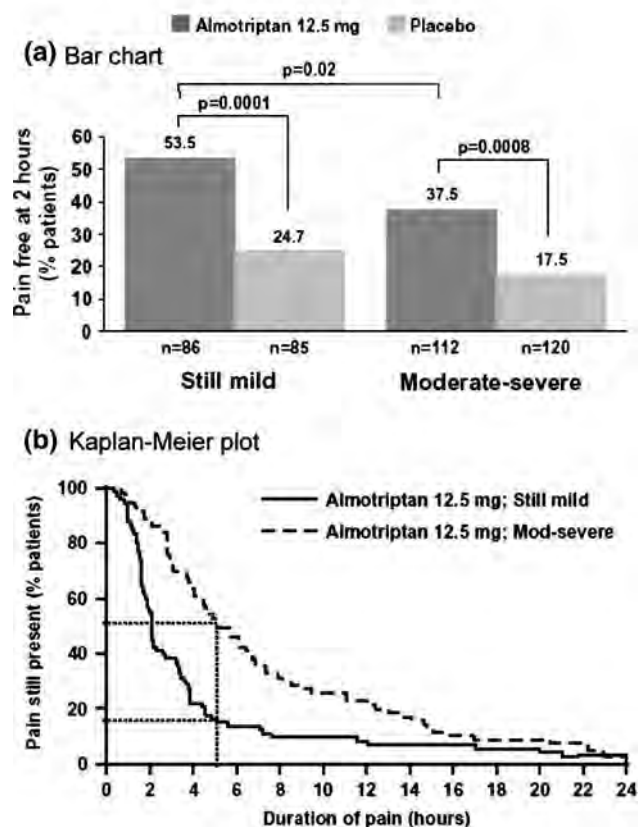 Almotriptan 12.5 mg Placebo
(a) Bar chart
p=0.02
p=0.0001
p=0.0008
Pain free at 2 hours
(% patients)
60
50
40
30
20
10
0
53.5
24.7
37.5
17.5
n=86 n=85 n=112 n=120
Still mild Moderate-severe
(b) Kaplan-Meier plot
Almotriptan 12.5 mg; Still mild
Almotriptan 12.5 mg; Mod-severe
Pain still present (% patients)
100
80
60
40
20
0
0 2 4 6 8 10 12 14 16 18 20 22 24
Duration of pain (hours)